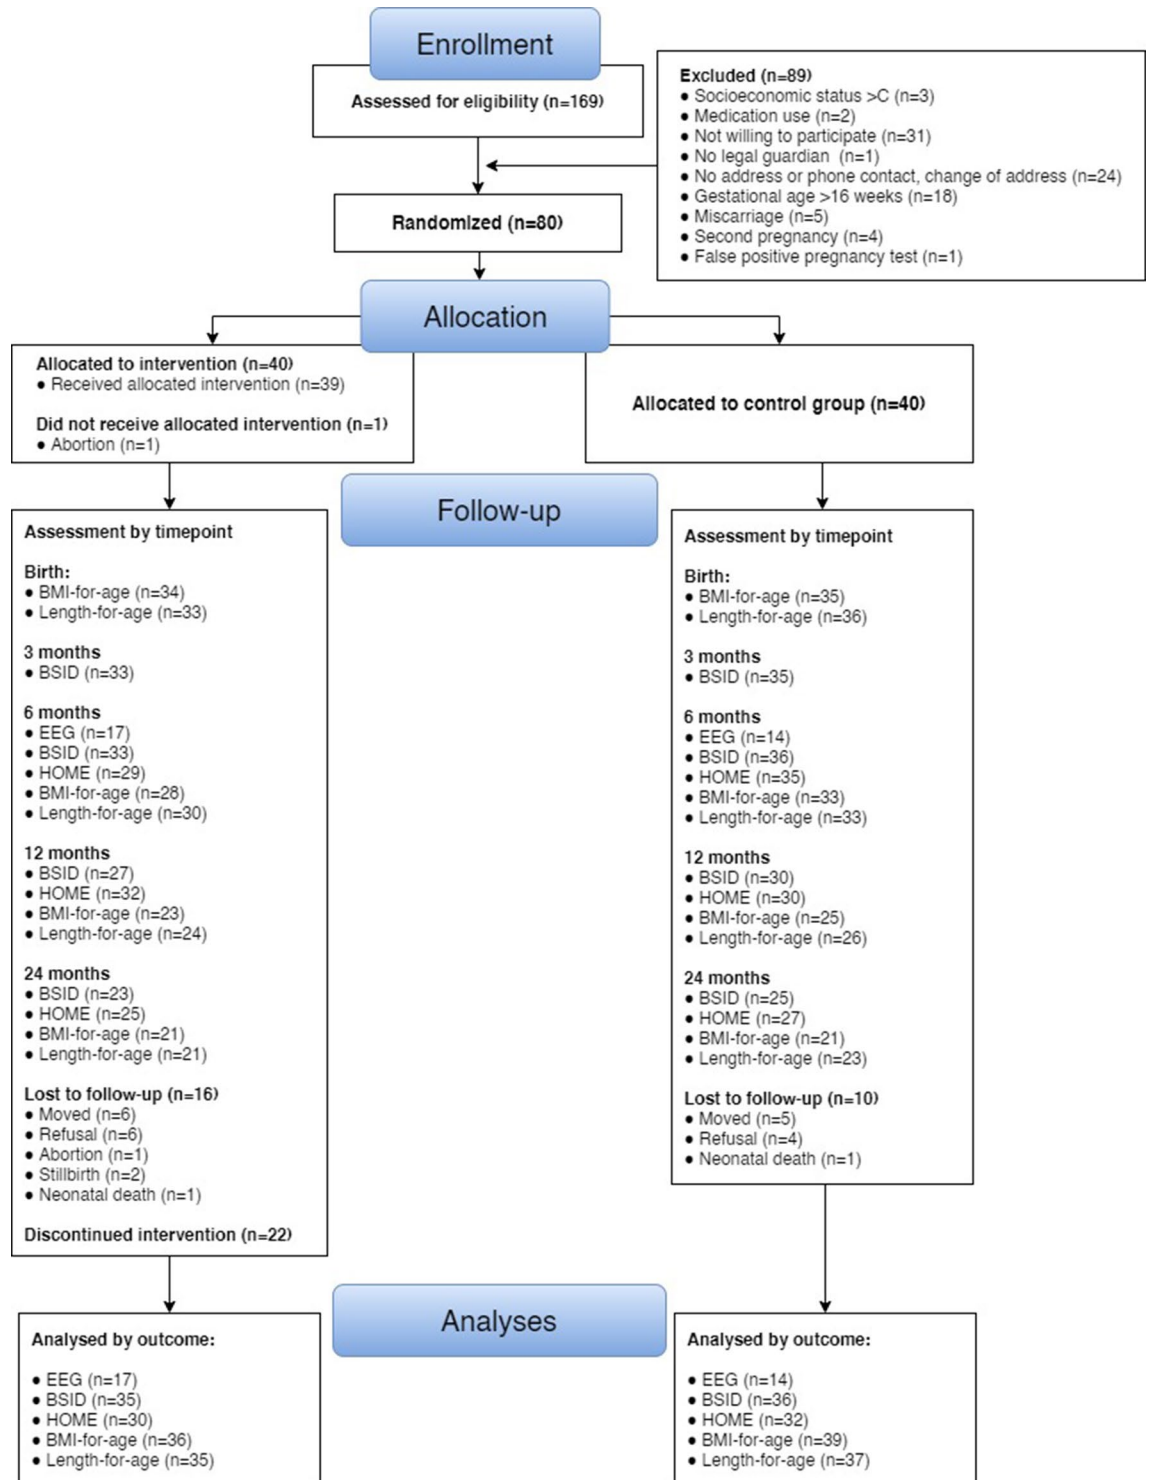 Enrollment
Assessed for eligibility (n=169)
Excluded (n=89)
● Socioeconomic status >C (n=3)
● Medication use (n=2)
● Not willing to participate (n=31)
● No legal guardian (n=1)
● No address or phone contact, change of address (n=24)
● Gestational age >16 weeks (n=18)
● Miscarriage (n=5)
● Second pregnancy (n=4)
● False positive pregnancy test (n=1)
Randomized (n=80)
Allocation
Allocated to intervention (n=40)
● Received allocated intervention (n=39)
Did not receive allocated intervention (n=1)
● Abortion (n=1)
Allocated to control group (n=40)
Follow-up
Assessment by timepoint
Birth:
● BMI-for-age (n=34)
● Length-for-age (n=33)
3 months
● BSID (n=33)
6 months
● EEG (n=17)
● BSID (n=33)
● HOME (n=29)
● BMI-for-age (n=28)
● Length-for-age (n=30)
12 months
● BSID (n=27)
● HOME (n=32)
● BMI-for-age (n=23)
● Length-for-age (n=24)
24 months
● BSID (n=23)
● HOME (n=25)
● BMI-for-age (n=21)
● Length-for-age (n=21)
Lost to follow-up (n=16)
● Moved (n=6)
● Refusal (n=6)
● Abortion (n=1)
● Stillbirth (n=2)
● Neonatal death (n=1)
Discontinued intervention (n=22)
Assessment by timepoint
Birth:
● BMI-for-age (n=35)
● Length-for-age (n=36)
3 months
● BSID (n=35)
6 months
● EEG (n=14)
● BSID (n=36)
● HOME (n=35)
● BMI-for-age (n=33)
● Length-for-age (n=33)
12 months
● BSID (n=30)
● HOME (n=30)
● BMI-for-age (n=25)
● Length-for-age (n=26)
24 months
● BSID (n=25)
● HOME (n=27)
● BMI-for-age (n=21)
● Length-for-age (n=23)
Lost to follow-up (n=10)
● Moved (n=5)
● Refusal (n=4)
● Neonatal death (n=1)
Analyses
Analysed by outcome:
● EEG (n=17)
● BSID (n=35)
● HOME (n=30)
● BMI-for-age (n=36)
● Length-for-age (n=35)
Analysed by outcome:
● EEG (n=14)
● BSID (n=36)
● HOME (n=32)
● BMI-for-age (n=39)
● Length-for-age (n=37)